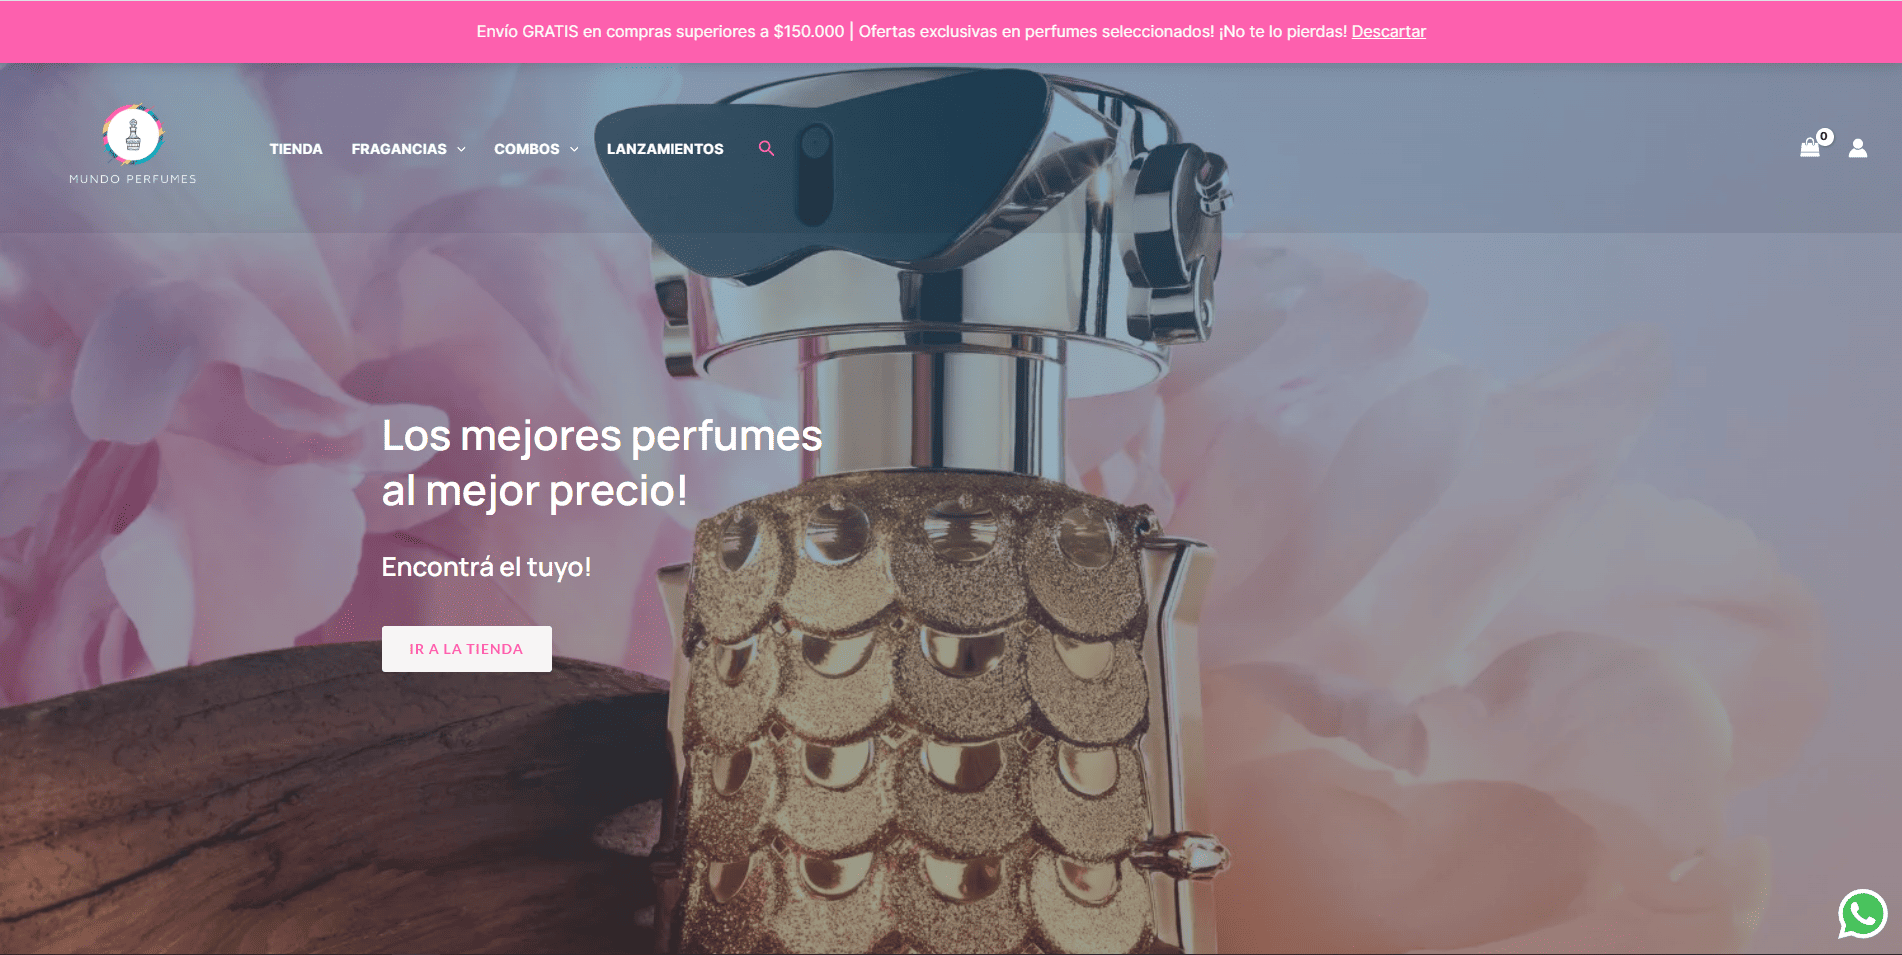 Envío GRATIS en compras superiores a $150.000 | Ofertas exclusivas en perfumes seleccionados! ¡No te lo pierdas! Descartar
MUNDO PERFUMES
TIENDA FRAGANCIAS COMBOS LANZAMIENTOS
0
Los mejores perfumes
al mejor precio!
Encontrá el tuyo!
IR A LA TIENDA